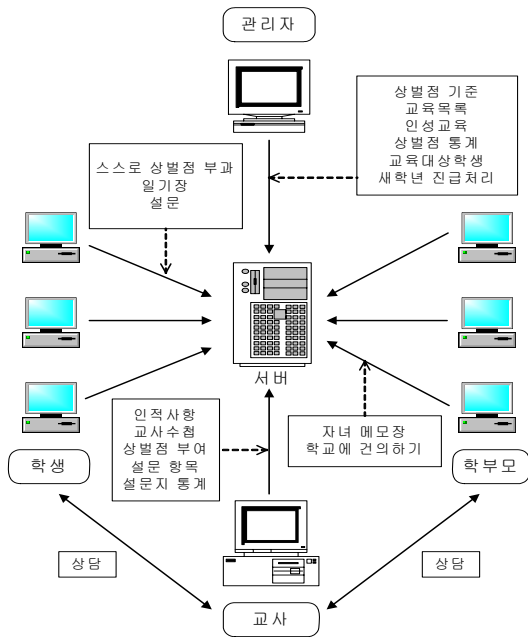 관리자
상벌점 기준
교육목록
인성교육
상벌점 통계
교육대상학생
새학년 진급처리
스스로 상벌점 부과
일기장
설문
서버
인적사항
교사수첩
상벌점 부여
설문 항목
설문지 통계
자녀 메모장
학교에 건의하기
학생
학부모
상담
상담
교사